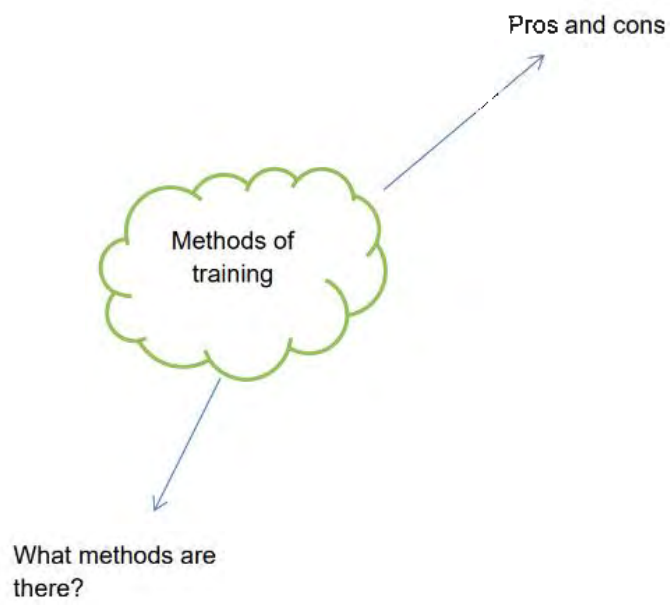 Pros and cons
Methods of
training
What methods are
there?